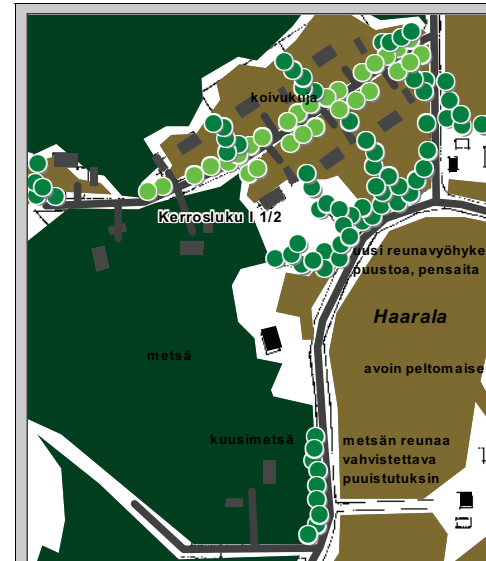 koivukuja
Kerrosluku I, 1/2
uusi reunavyöhyke
puustoa, pensaita
Haarala
metsä
avoin peltomaise
kuusimetsä
metsän reunaa
vahvistettava
puuistutuksin